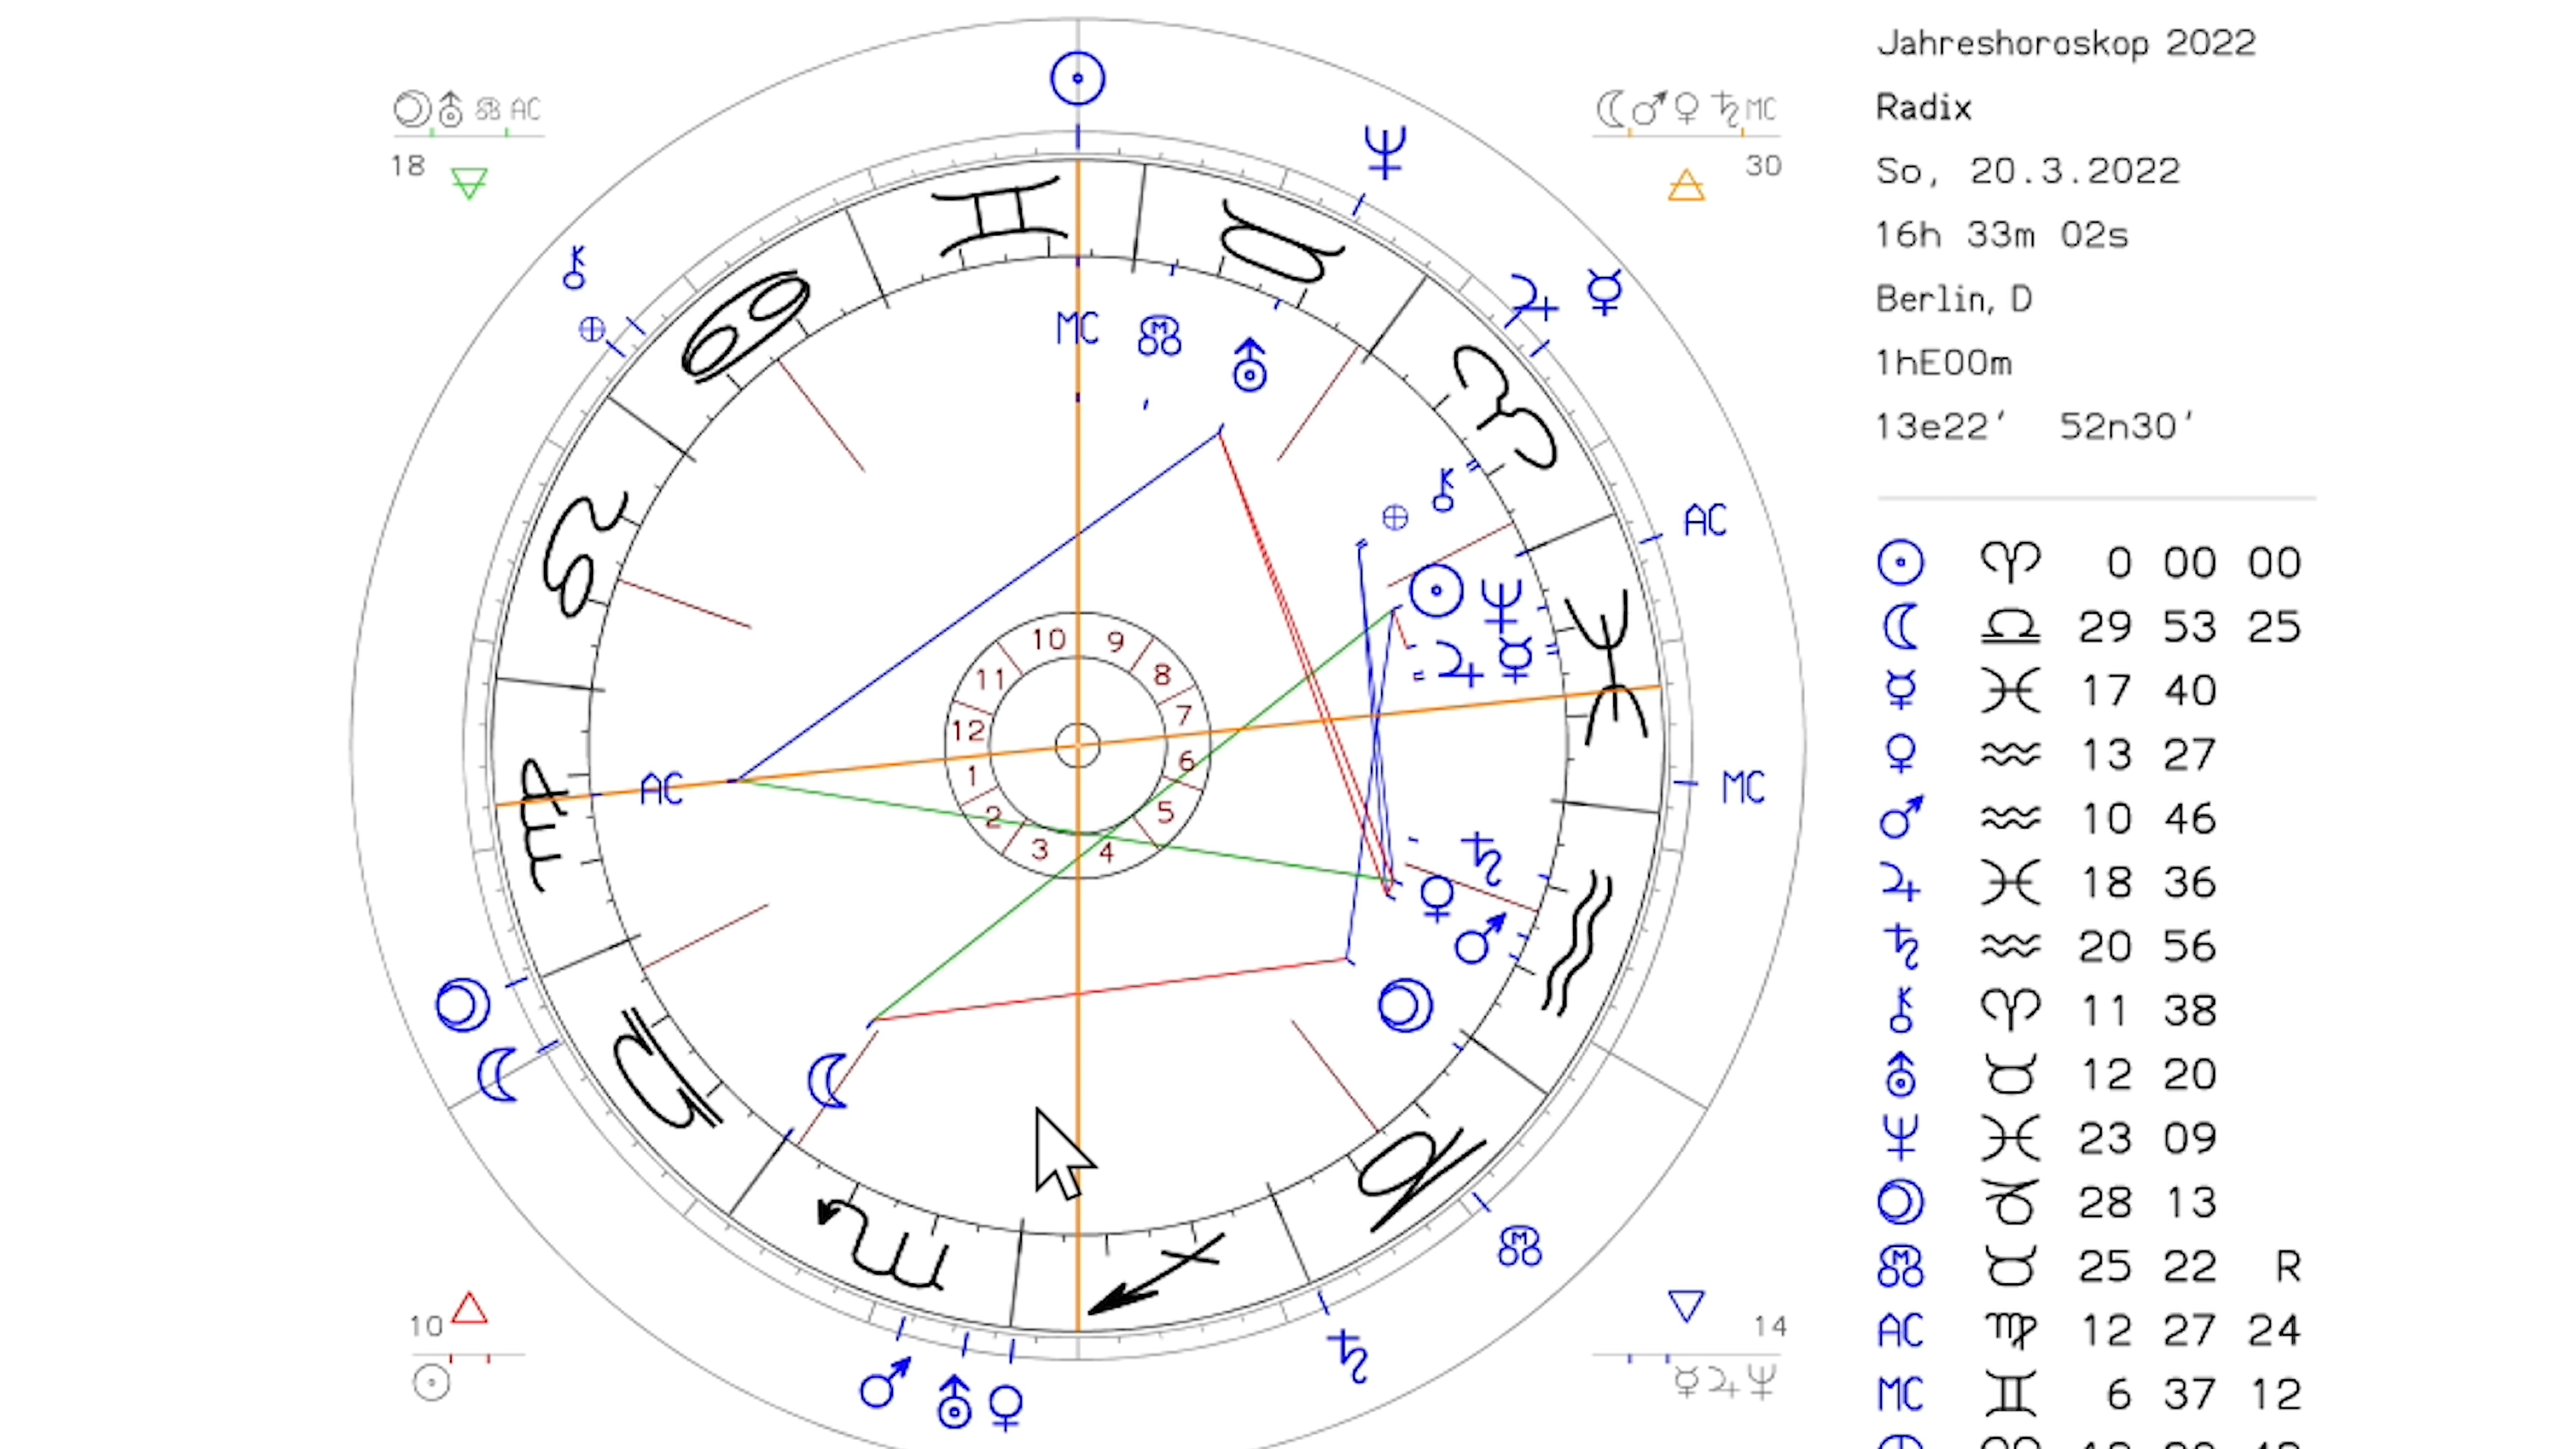 Jahreshoroskop 2022
Radix
So, 20.3.2022
16h 33m 02s
Berlin, D
1hE00m
13e22' 52n30'
☉ ♈ 0 00 00
☾ ♎ 29 53 25
☿ ♓ 17 40
♀ ♒ 13 27
♂ ♒ 10 46
♃ ♓ 18 36
♄ ♒ 20 56
⚷ ♈ 11 38
⛢ ♉ 12 20
♆ ♓ 23 09
♑ 28 13
☊ ♉ 25 22 R
AC ♍ 12 27 24
MC ♊ 6 37 12
AC
18
MC
30
MC
AC
AC
MC
10
9
11
8
12
7
1
6
2
5
3
4
10
14